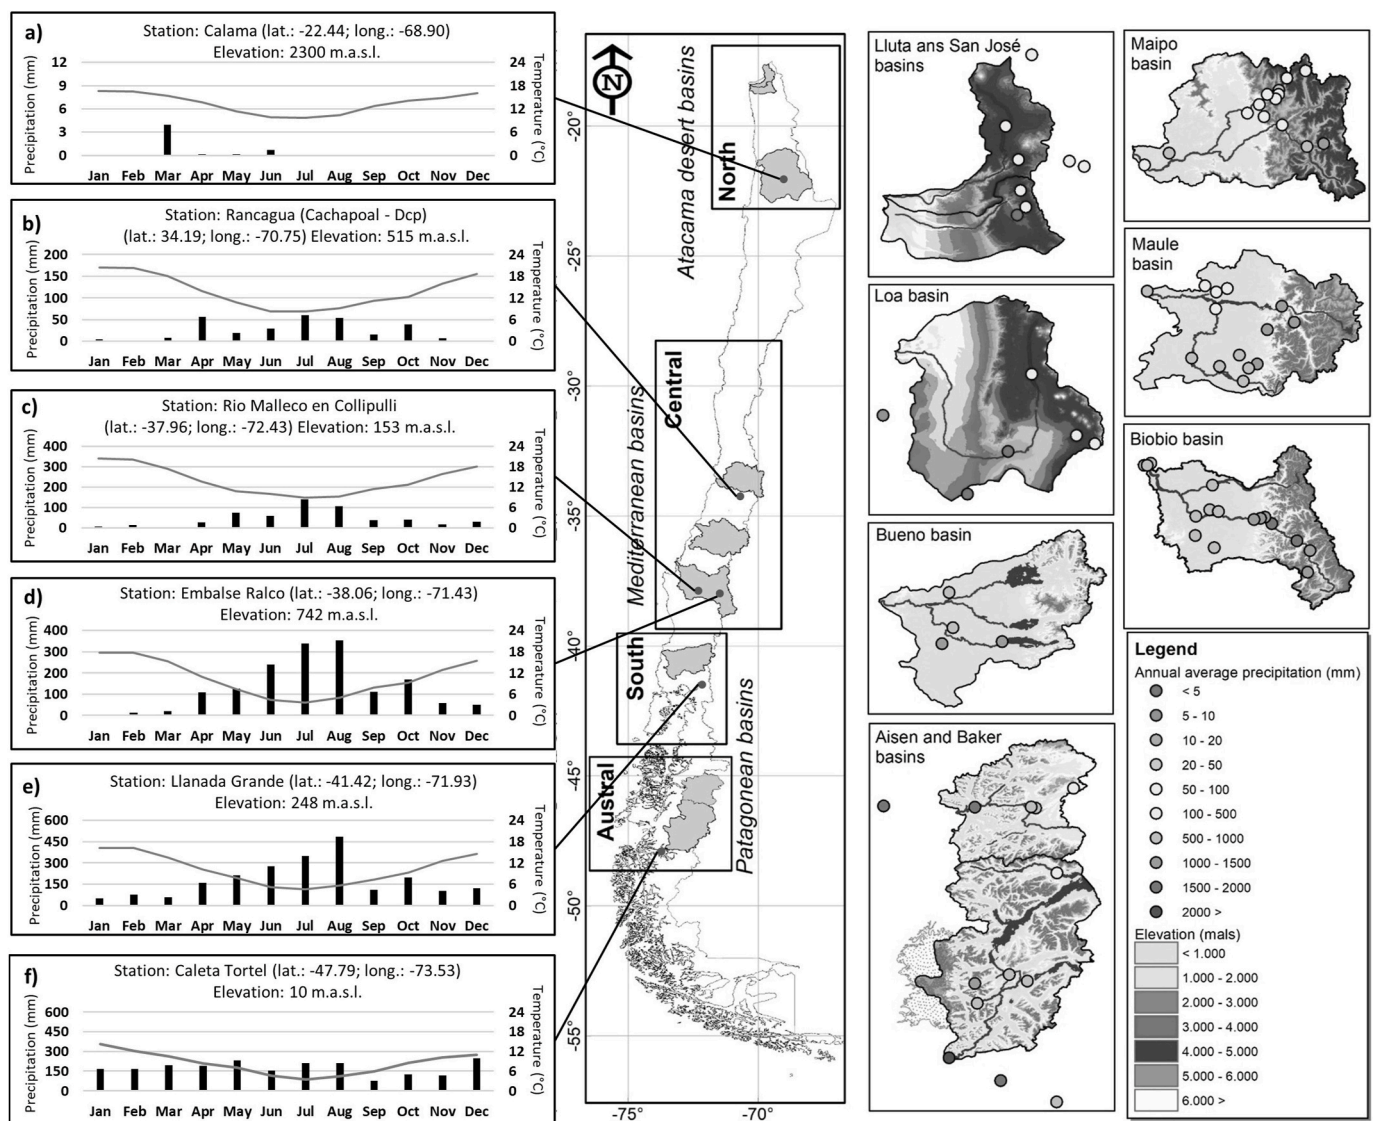 a)
Station: Calama (lat.: -22.44; long.: -68.90)
Elevation: 2300 m.a.s.l.
Precipitation (mm)
12
9
6
3
0
24
18
12
6
0
Temperature (°C)
Jan Feb Mar Apr May Jun Jul Aug Sep Oct Nov Dec
b)
Station: Rancagua (Cachapoal - Dcp)
(lat.: 34.19; long.: -70.75) Elevation: 515 m.a.s.l.
Precipitation (mm)
200
150
100
50
0
24
18
12
6
0
Temperature (°C)
Jan Feb Mar Apr May Jun Jul Aug Sep Oct Nov Dec
c)
Station: Rio Malleco en Collipulli
(lat.: -37.96; long.: -72.43) Elevation: 153 m.a.s.l.
Precipitation (mm)
400
300
200
100
0
24
18
12
6
0
Temperature (°C)
Jan Feb Mar Apr May Jun Jul Aug Sep Oct Nov Dec
d)
Station: Embalse Ralco (lat.: -38.06; long.: -71.43)
Elevation: 742 m.a.s.l.
Precipitation (mm)
400
300
200
100
0
24
18
12
6
0
Temperature (°C)
Jan Feb Mar Apr May Jun Jul Aug Sep Oct Nov Dec
e)
Station: Llanada Grande (lat.: -41.42; long.: -71.93)
Elevation: 248 m.a.s.l.
Precipitation (mm)
600
450
300
150
0
24
18
12
6
0
Temperature (°C)
Jan Feb Mar Apr May Jun Jul Aug Sep Oct Nov Dec
f)
Station: Caleta Tortel (lat.: -47.79; long.: -73.53)
Elevation: 10 m.a.s.l.
Precipitation (mm)
600
450
300
150
0
24
18
12
6
0
Temperature (°C)
Jan Feb Mar Apr May Jun Jul Aug Sep Oct Nov Dec
N
Atacama desert basins
North
Mediterranean basins
Central
South
Austral
Patagonean basins
-20°
-25°
-30°
-35°
-40°
-45°
-50°
-55°
-75°
-70°
Lluta ans San José
basins
Loa basin
Bueno basin
Aisen and Baker
basins
Maipo
basin
Maule
basin
Biobio basin
Legend
Annual average precipitation (mm)
< 5
5 - 10
10 - 20
20 - 50
50 - 100
100 - 500
500 - 1000
1000 - 1500
1500 - 2000
2000 >
Elevation (mals)
< 1.000
1.000 - 2.000
2.000 - 3.000
3.000 - 4.000
4.000 - 5.000
5.000 - 6.000
6.000 >